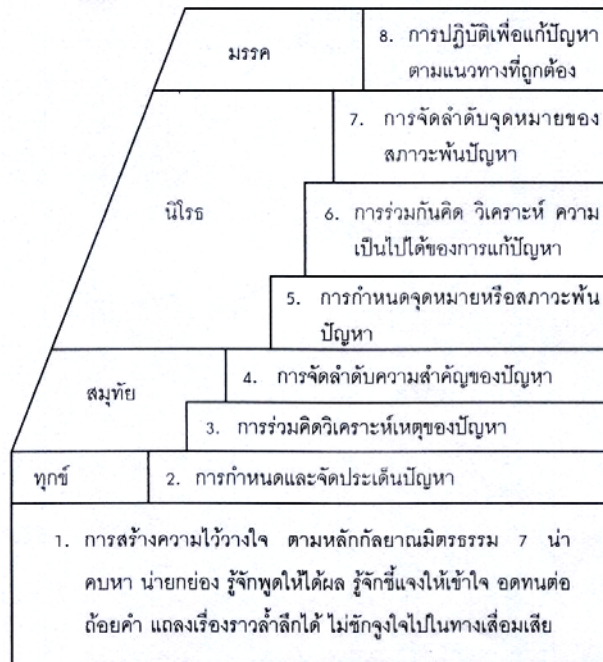 มรรค
8. การปฏิบัติเพื่อแก้ปัญหา
ตามแนวทางที่ถูกต้อง
นิโรธ
7. การจัดลำดับจุดหมายของ
สภาวะพ้นปัญหา
6. การร่วมกันคิด วิเคราะห์ ความ
เป็นไปได้ของการแก้ปัญหา
5. การกำหนดจุดหมายหรือสภาวะพ้น
ปัญหา
สมุทัย
4. การจัดลำดับความสำคัญของปัญหา
3. การร่วมคิดวิเคราะห์เหตุของปัญหา
ทุกข์
2. การกำหนดและจัดประเด็นปัญหา
1. การสร้างความไว้วางใจ ตามหลักกัลยาณมิตรธรรม 7 น่า
คบหา น่ายกย่อง รู้จักพูดให้ได้ผล รู้จักชี้แจงให้เข้าใจ อดทนต่อ
ถ้อยคำ แถลงเรื่องราวล้ำลึกได้ ไม่ชักจูงใจไปในทางเสื่อมเสีย